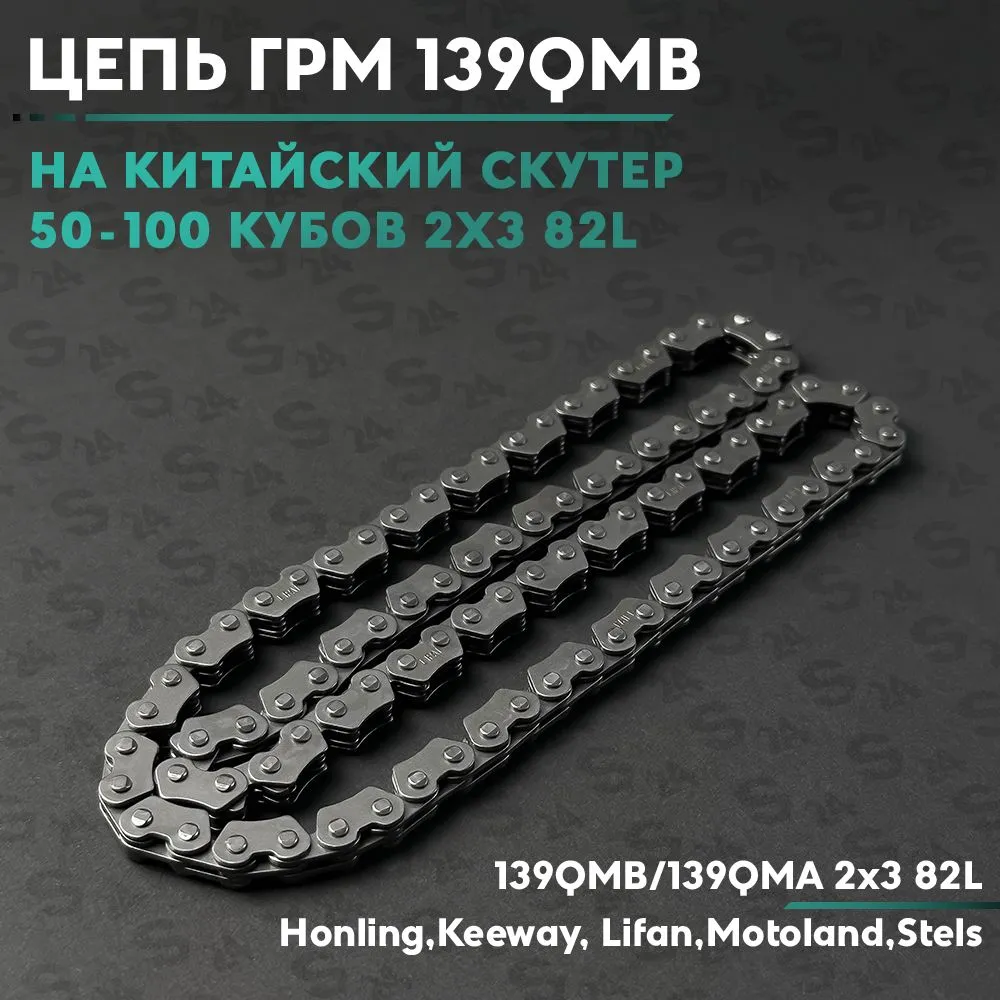 ЦЕПЬ ГРМ 139QMB
НА КИТАЙСКИЙ СКУТЕР
50-100 КУБОВ 2X3 82L
139QMB/139QMA 2x3 82L
Honling,Keeway, Lifan,Motoland,Stels
S24